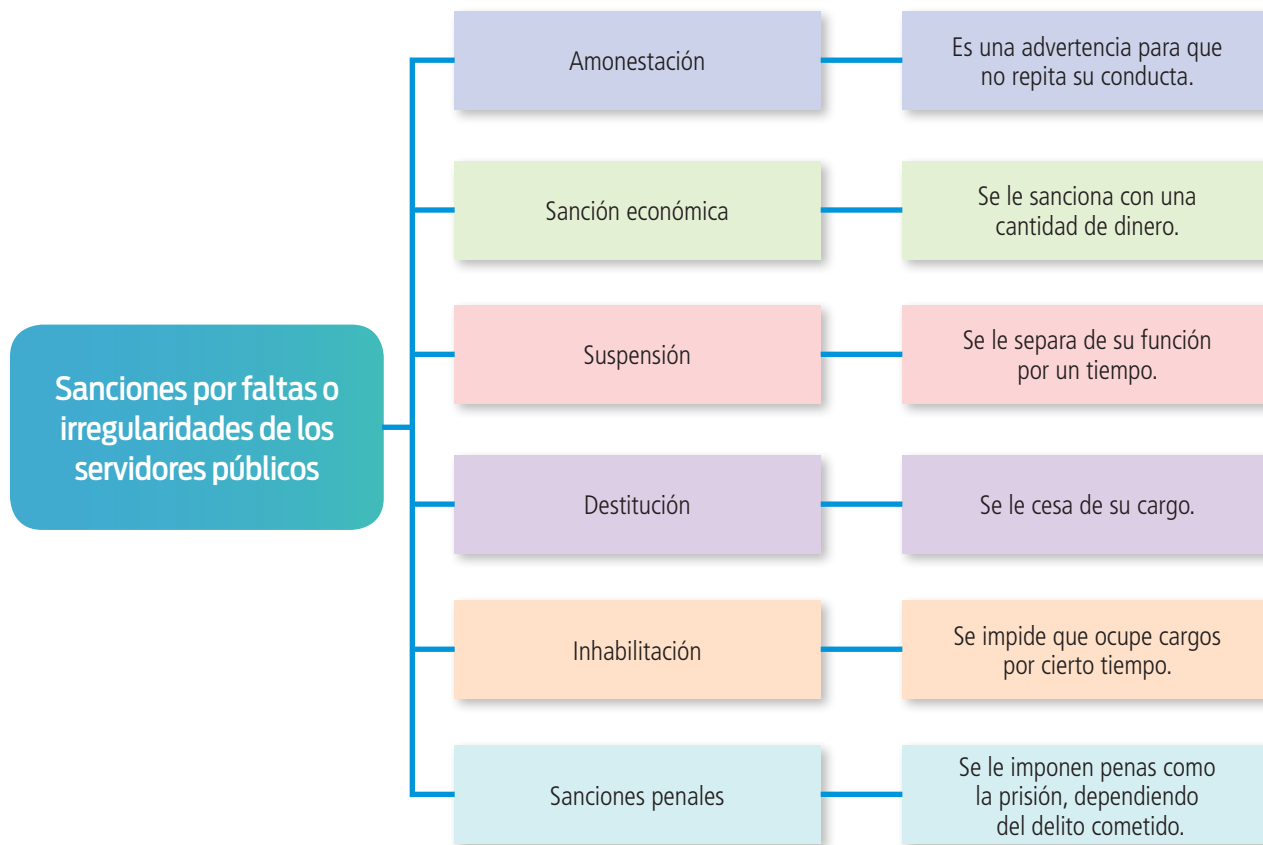 Sanciones por faltas o
irregularidades de los
servidores públicos
Amonestación
Es una advertencia para que
no repita su conducta.
Sanción económica
Se le sanciona con una
cantidad de dinero.
Suspensión
Se le separa de su función
por un tiempo.
Destitución
Se le cesa de su cargo.
Inhabilitación
Se impide que ocupe cargos
por cierto tiempo.
Sanciones penales
Se le imponen penas como
la prisión, dependiendo
del delito cometido.